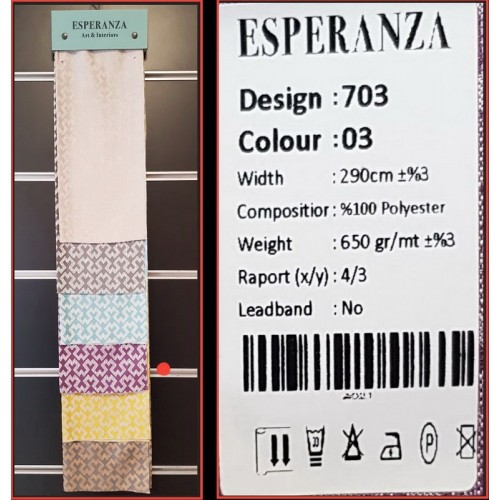 ESPERANZA
Art & Interiors
ESPERANZA
Design :703
Colour :03
Width : 290cm ±%3
Compositior : %100 Polyester
Weight : 650 gr/mt ±%3
Raport (x/y) : 4/3
Leadband : No
P